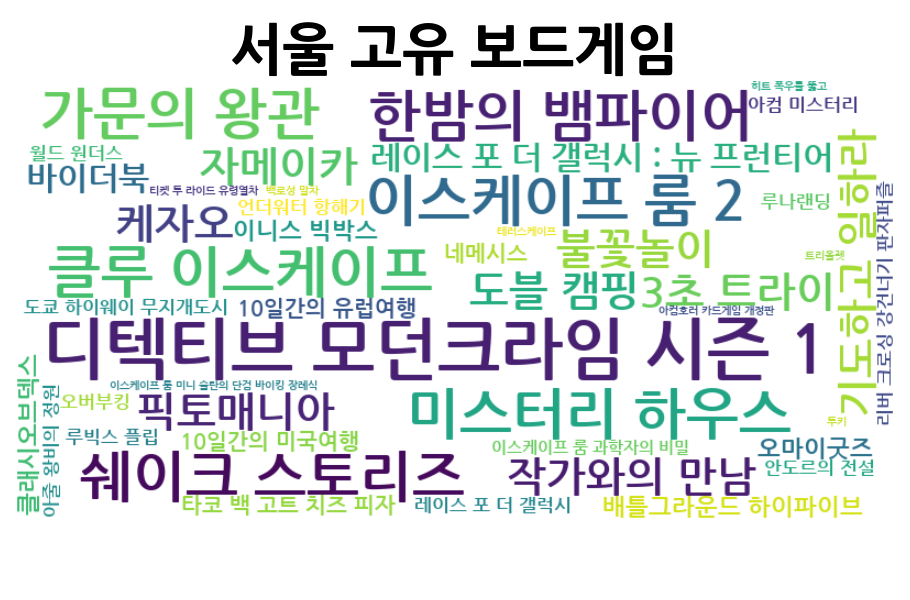 서울 고유 보드게임
히트 폭우를 뚫고
가문의 왕관
한밤의 뱀파이어
아컴 미스터리
월드 원더스
자메이카
레이스 포 더 갤럭시 : 뉴 프런티어
바이더북
티켓 투 라이드 유령열차
백로성 말차
이스케이프 룸 2
루나랜딩
언더워터 항해기
케자오
이니스 빅박스
테러스케이프
불꽃놀이
네메시스
트리올렛
클루 이스케이프
도블 캠핑
3초 트라이
기도하고 일하라
리버 크로싱 강건너기 판자퍼즐
도쿄 하이웨이 무지개도시
10일간의 유럽여행
아컴호러 카드게임 개정판
디텍티브 모던크라임 시즌 1
클래시오브덱스
아줄 왕비의 정원
이스케이프 룸 미니 술탄의 단검 바이킹 장례식
오버부킹
픽토매니아
미스터리 하우스
투키
루빅스 플립
10일간의 미국여행
이스케이프 룸 과학자의 비밀
오마이굿즈
쉐이크 스토리즈
작가와의 만남
안도르의 전설
타코 백 고트 치즈 피자
레이스 포 더 갤럭시
배틀그라운드 하이파이브